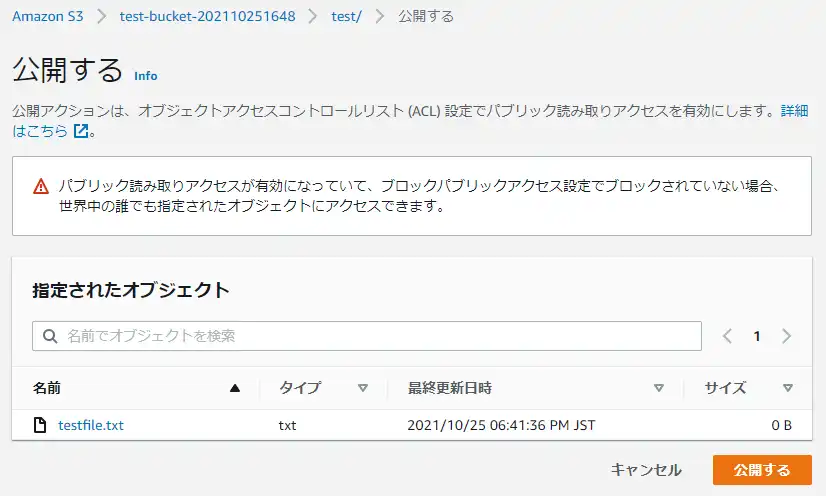 Amazon S3 > test-bucket-202110251648 > test/ > 公開する
公開する Info
公開アクションは、オブジェクトアクセスコントロールリスト (ACL) 設定でパブリック読み取りアクセスを有効にします。詳細
はこちら 。
パブリック読み取りアクセスが有効になっていて、ブロックパブリックアクセス設定でブロックされていない場合、
世界中の誰でも指定されたオブジェクトにアクセスできます。
指定されたオブジェクト
名前でオブジェクトを検索 < 1 >
名前 タイプ 最終更新日時 サイズ
testfile.txt txt 2021/10/25 06:41:36 PM JST 0 B
キャンセル 公開する